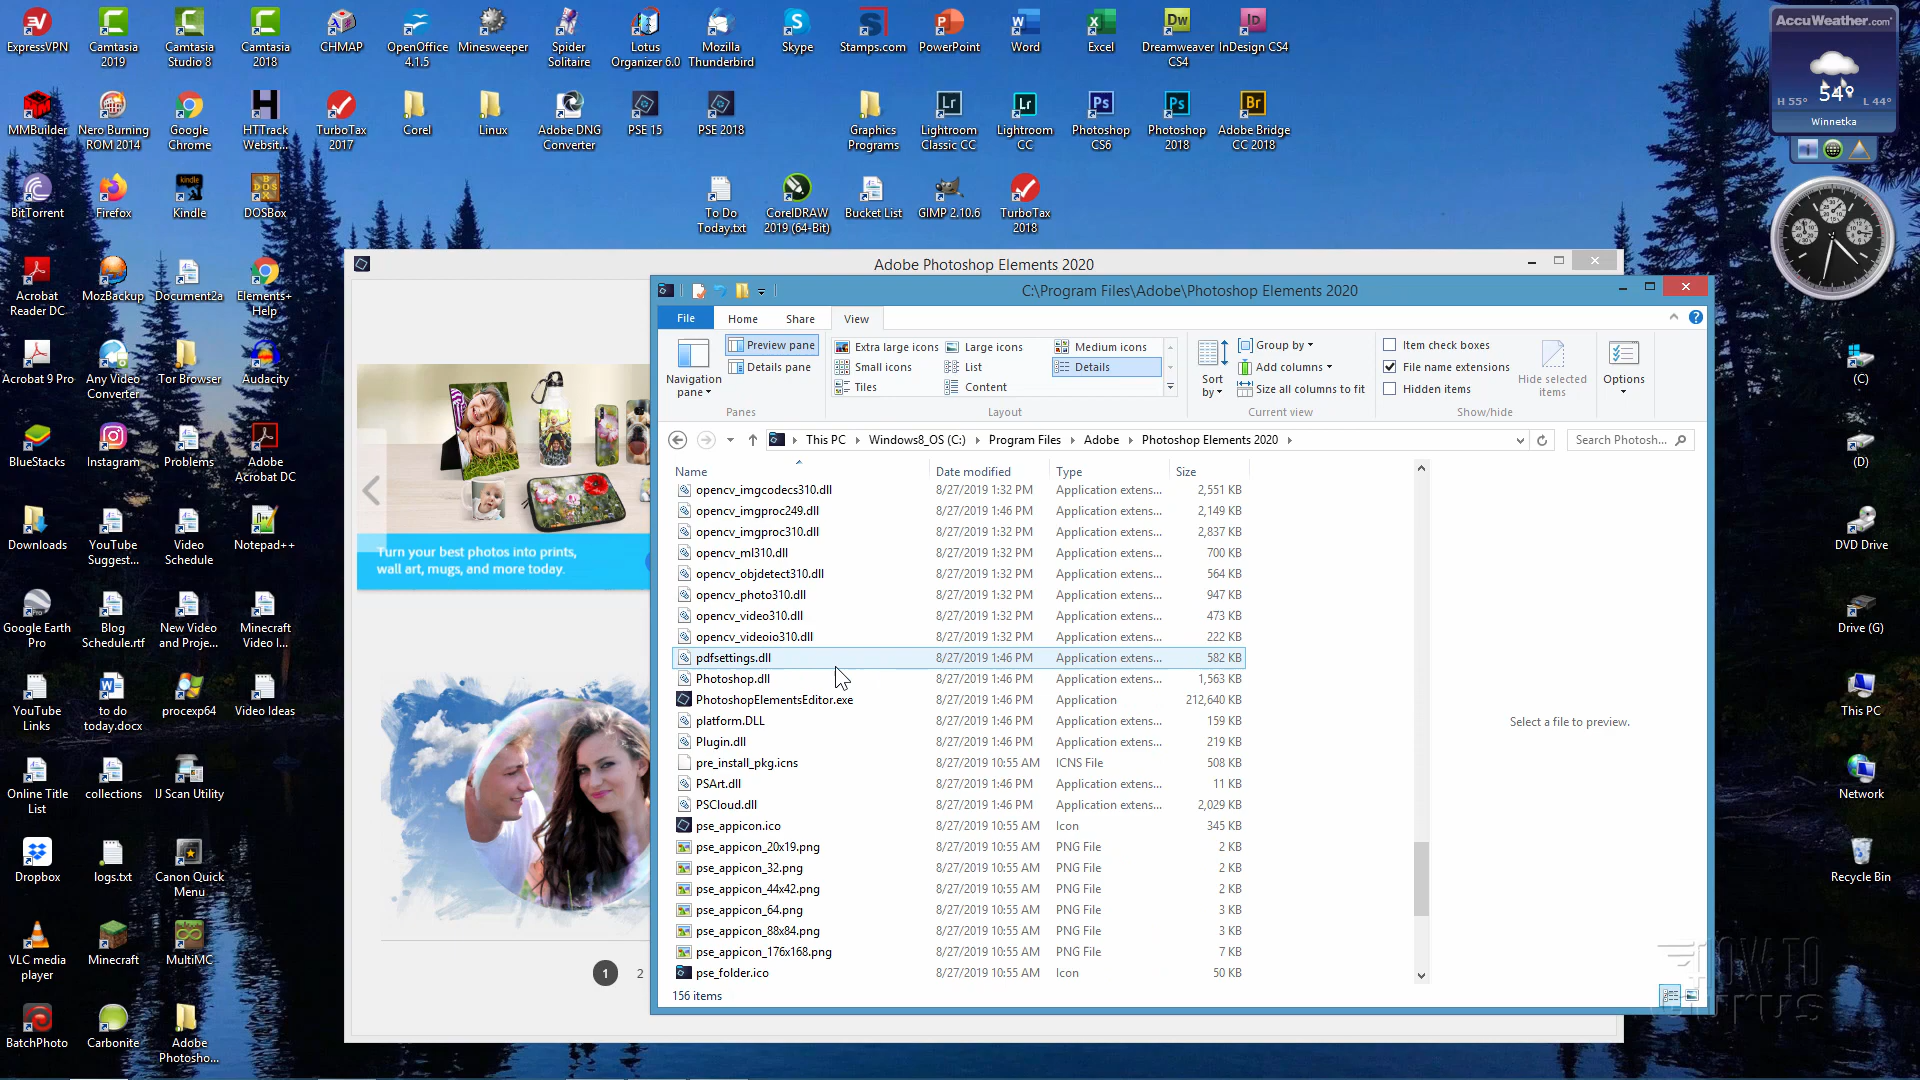 ExpressVPN
Camtasia
2019
Camtasia
Studio 8
Camtasia
2018
CHMAP
OpenOffice
4.1.5
Minesweeper
Spider
Solitaire
Lotus
Organizer 6.0
Mozilla
Thunderbird
Skype
Stamps.com
PowerPoint
Word
Excel
Dreamweaver
CS4
InDesign CS4
AccuWeather.com
54°
H 55° L 44°
Winnetka
MMBuilder
Nero Burning
ROM 2014
Google
Chrome
HTTrack
Websit...
TurboTax
2017
Corel
Linux
Adobe DNG
Converter
PSE 15
PSE 2018
Graphics
Programs
Lightroom
Classic CC
Lightroom
CC
Photoshop
CS6
Photoshop
2018
Adobe Bridge
CC 2018
BitTorrent
Firefox
Kindle
DOSBox
To Do
Today.txt
CorelDRAW
2019 (64-Bit)
Bucket List
GIMP 2.10.6
TurboTax
2018
Acrobat
Reader DC
MozBackup
Document2a
Elements+
Help
Acrobat 9 Pro
Any Video
Converter
Tor Browser
Audacity
BlueStacks
Instagram
Problems
Adobe
Acrobat DC
Downloads
YouTube
Suggest...
Video
Schedule
Notepad++
Google Earth
Pro
Blog
Schedule.rtf
New Video
and Proje...
Minecraft
Video I...
YouTube
Links
to do
today.docx
procexp64
Video Ideas
Online Title
List
collections
IJ Scan Utility
Dropbox
logs.txt
Canon Quick
Menu
VLC media
player
Minecraft
MultiMC
BatchPhoto
Carbonite
Adobe
Photosho...
(C)
(D)
DVD Drive
Drive (G)
This PC
Network
Recycle Bin
Adobe Photoshop Elements 2020
Turn your best photos into prints,
wall art, mugs, and more today.
1 2
C:\Program Files\Adobe\Photoshop Elements 2020
File Home Share View
Navigation
pane
Preview pane
Details pane
Panes
Extra large icons Large icons Medium icons
Small icons List Details
Tiles Content
Layout
Sort
by
Group by
Add columns
Size all columns to fit
Current view
Item check boxes
File name extensions
Hidden items
Hide selected
items
Show/hide
Options
This PC Windows8_OS (C:) Program Files Adobe Photoshop Elements 2020
Search Photosh...
Name Date modified Type Size
opencv_imgcodecs310.dll 8/27/2019 1:32 PM Application extens... 2,551 KB
opencv_imgproc249.dll 8/27/2019 1:46 PM Application extens... 2,149 KB
opencv_imgproc310.dll 8/27/2019 1:32 PM Application extens... 2,837 KB
opencv_ml310.dll 8/27/2019 1:32 PM Application extens... 700 KB
opencv_objdetect310.dll 8/27/2019 1:32 PM Application extens... 564 KB
opencv_photo310.dll 8/27/2019 1:32 PM Application extens... 947 KB
opencv_video310.dll 8/27/2019 1:32 PM Application extens... 473 KB
opencv_videoio310.dll 8/27/2019 1:32 PM Application extens... 222 KB
pdfsettings.dll 8/27/2019 1:46 PM Application extens... 582 KB
Photoshop.dll 8/27/2019 1:46 PM Application extens... 1,563 KB
PhotoshopElementsEditor.exe 8/27/2019 1:46 PM Application 212,640 KB
platform.DLL 8/27/2019 1:46 PM Application extens... 159 KB
Plugin.dll 8/27/2019 1:46 PM Application extens... 219 KB
pre_install_pkg.icns 8/27/2019 10:55 AM ICNS File 508 KB
PSArt.dll 8/27/2019 1:46 PM Application extens... 11 KB
PSCloud.dll 8/27/2019 1:46 PM Application extens... 2,029 KB
pse_appicon.ico 8/27/2019 10:55 AM Icon 345 KB
pse_appicon_20x19.png 8/27/2019 10:55 AM PNG File 2 KB
pse_appicon_32.png 8/27/2019 10:55 AM PNG File 2 KB
pse_appicon_44x42.png 8/27/2019 10:55 AM PNG File 2 KB
pse_appicon_64.png 8/27/2019 10:55 AM PNG File 3 KB
pse_appicon_88x84.png 8/27/2019 10:55 AM PNG File 3 KB
pse_appicon_176x168.png 8/27/2019 10:55 AM PNG File 7 KB
pse_folder.ico 8/27/2019 10:55 AM Icon 50 KB
Select a file to preview.
156 items
HOW TO
GURUS